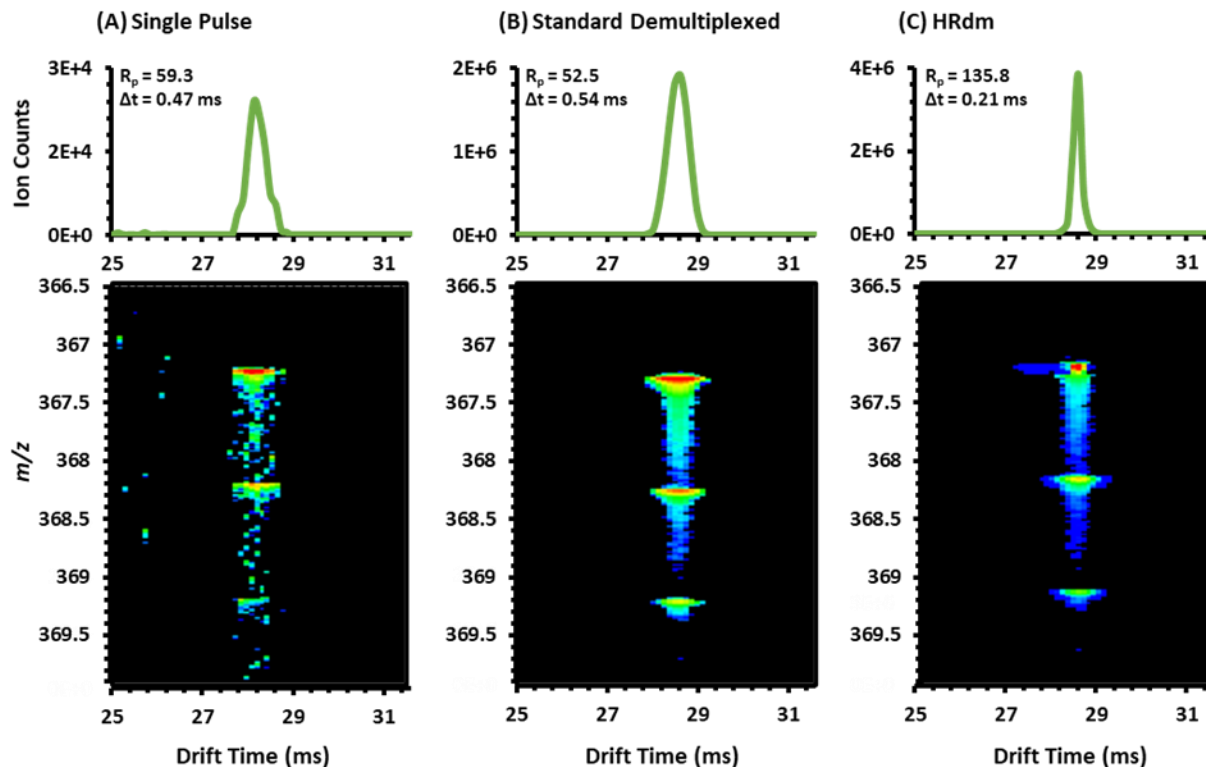 (A) Single Pulse
(B) Standard Demultiplexed
(C) HRdm
3E+4
2E+4
1E+4
0E+0
Ion Counts
Rₚ = 59.3
Δt = 0.47 ms
25 27 29 31
2E+6
1E+6
0E+0
Rₚ = 52.5
Δt = 0.54 ms
25 27 29 31
4E+6
2E+6
0E+0
Rₚ = 135.8
Δt = 0.21 ms
25 27 29 31
366.5
367
367.5
368
368.5
369
369.5
m/z
25 27 29 31
Drift Time (ms)
366.5
367
367.5
368
368.5
369
369.5
25 27 29 31
Drift Time (ms)
366.5
367
367.5
368
368.5
369
369.5
25 27 29 31
Drift Time (ms)